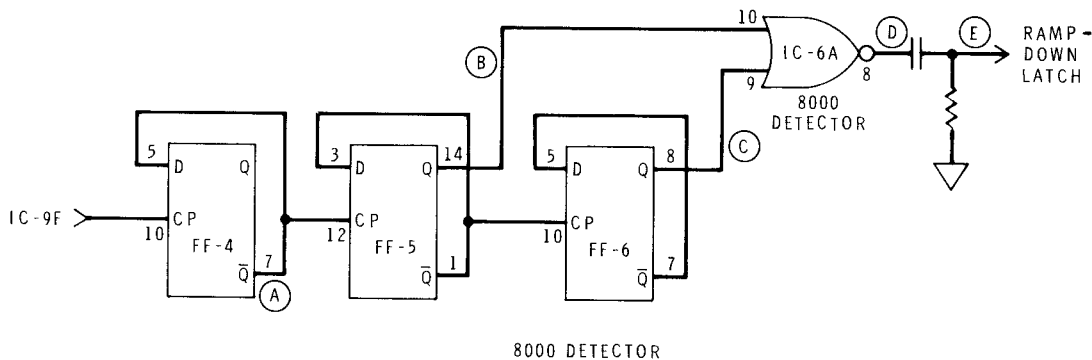 10
IC-6A
D
E
RAMP-
DOWN
LATCH
8
9
8000
DETECTOR
B
C
5
D
Q
3
D
Q
14
5
D
Q
8
IC-9F
CP
10
FF-4
Q̅
7
A
CP
12
FF-5
Q̅
1
CP
10
FF-6
Q̅
7
8000 DETECTOR